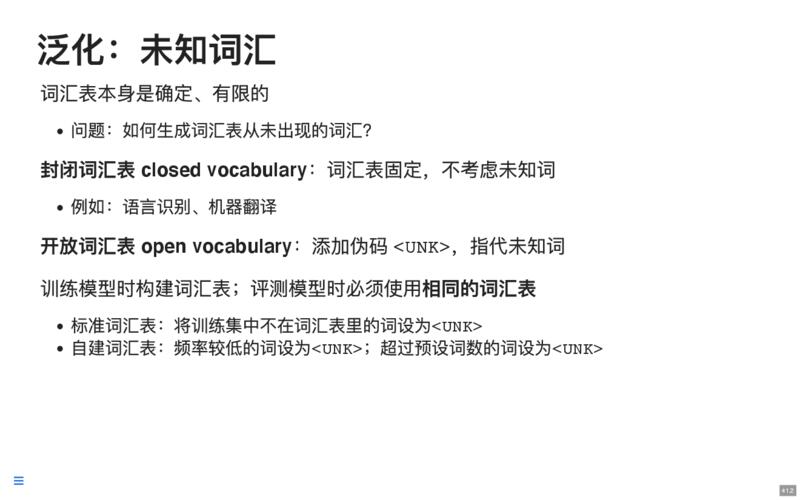 泛化：未知词汇
词汇表本身是确定、有限的
• 问题：如何生成词汇表从未出现的词汇？
封闭词汇表 closed vocabulary：词汇表固定，不考虑未知词
• 例如：语言识别、机器翻译
开放词汇表 open vocabulary：添加伪码 <UNK>，指代未知词
训练模型时构建词汇表；评测模型时必须使用相同的词汇表
• 标准词汇表：将训练集中不在词汇表里的词设为<UNK>
• 自建词汇表：频率较低的词设为<UNK>；超过预设词数的词设为<UNK>
4.1.2